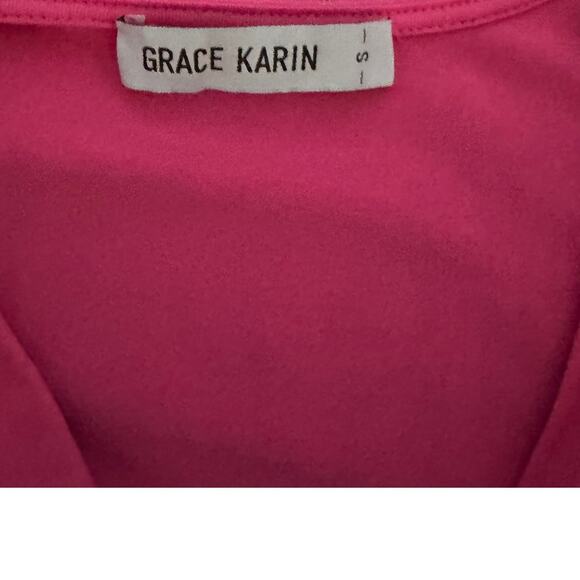 GRACE KARIN
— S —